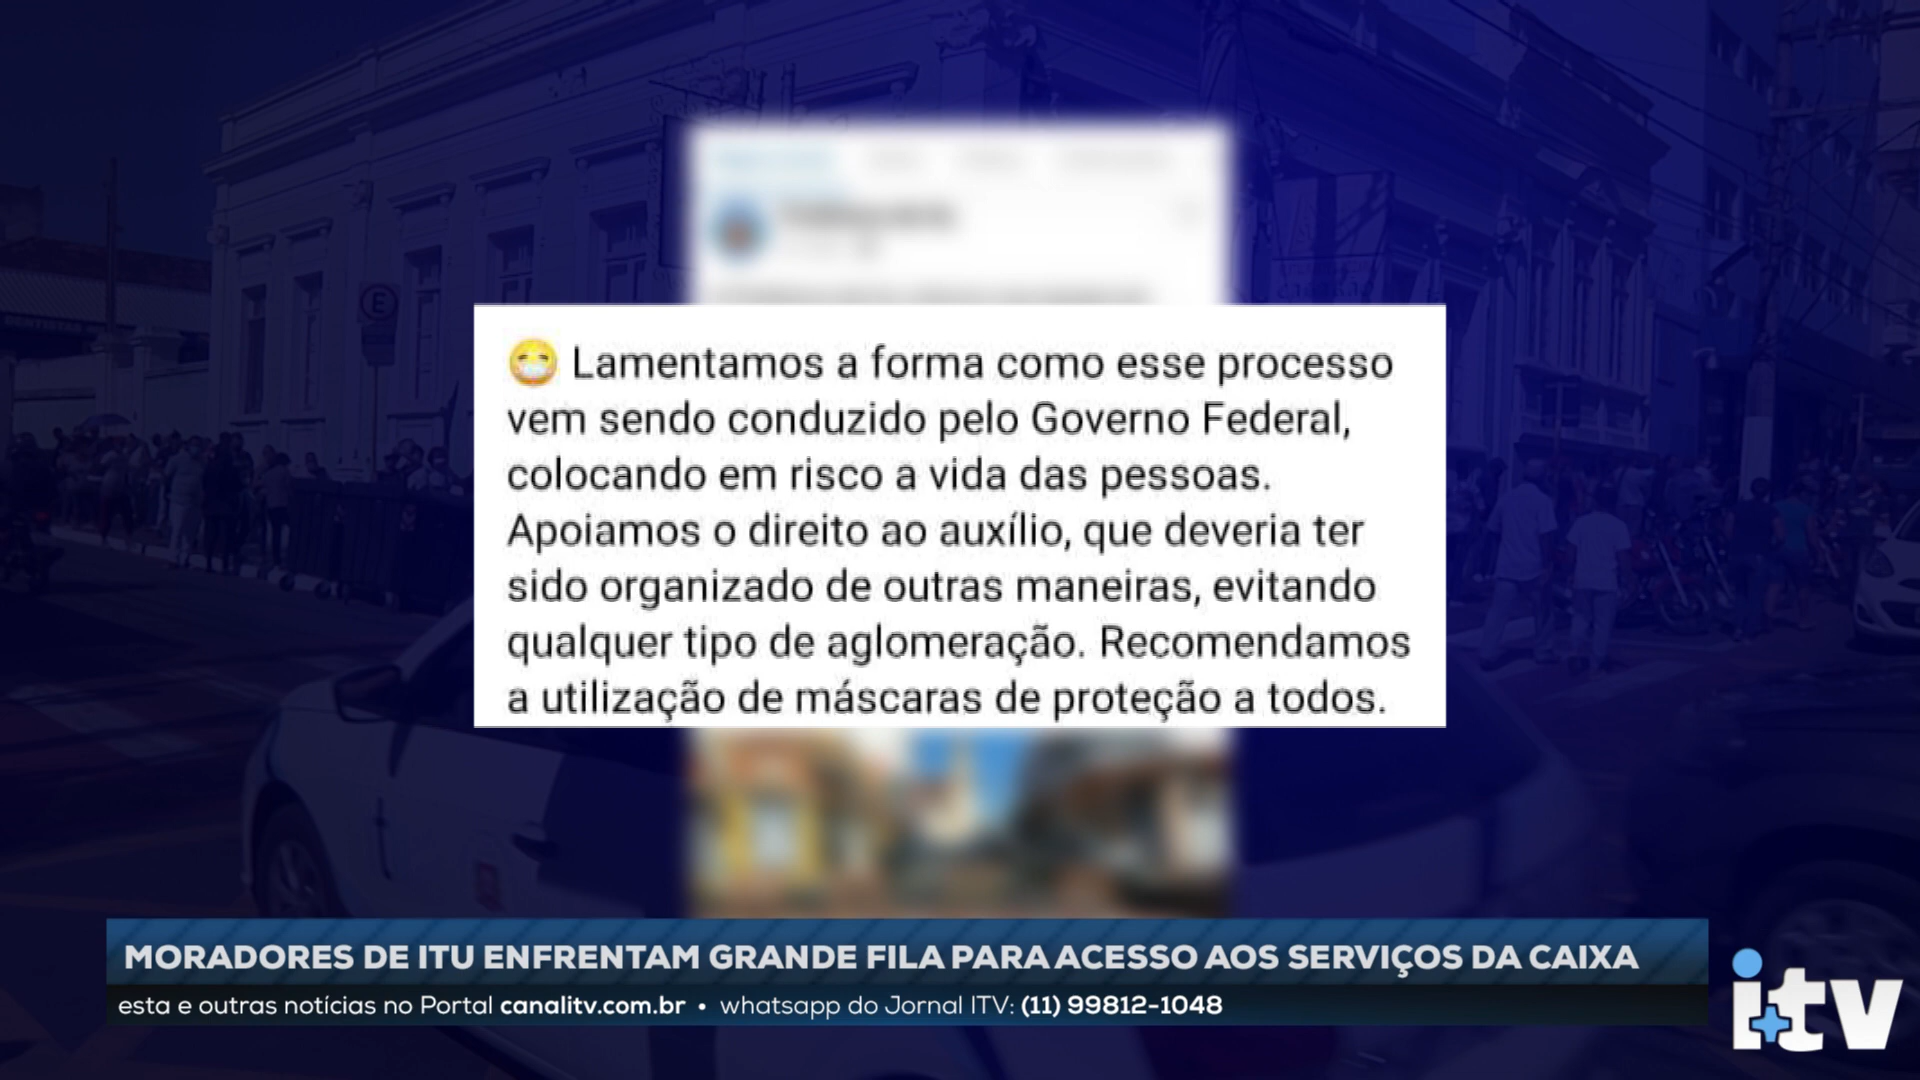 E
😷 Lamentamos a forma como esse processo
vem sendo conduzido pelo Governo Federal,
colocando em risco a vida das pessoas.
Apoiamos o direito ao auxílio, que deveria ter
sido organizado de outras maneiras, evitando
qualquer tipo de aglomeração. Recomendamos
a utilização de máscaras de proteção a todos.
MORADORES DE ITU ENFRENTAM GRANDE FILA PARA ACESSO AOS SERVIÇOS DA CAIXA
esta e outras notícias no Portal canalitv.com.br • whatsapp do Jornal ITV: (11) 99812-1048
itv